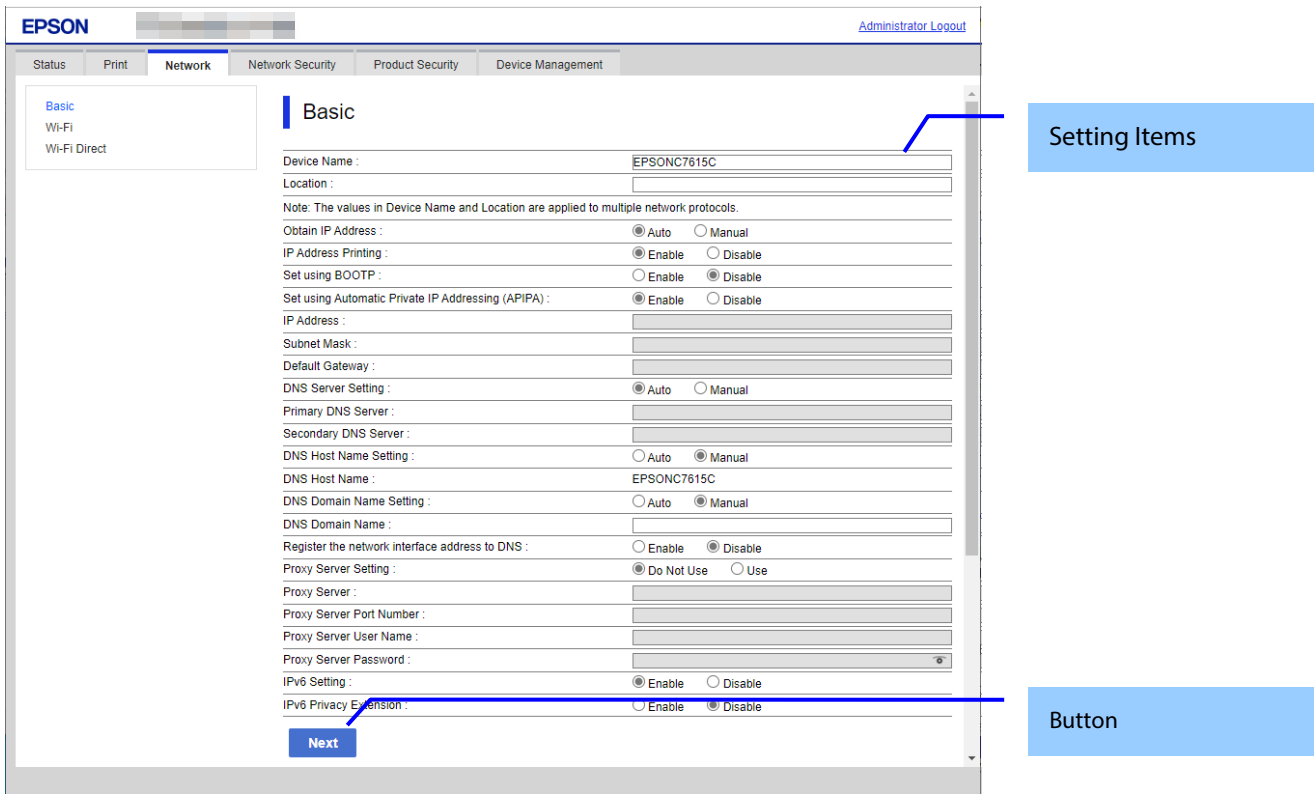 EPSON
Administrator Logout
Status Print Network Network Security Product Security Device Management
Basic
Wi-Fi
Wi-Fi Direct
Basic
Setting Items
Device Name : EPSONC7615C
Location :
Note: The values in Device Name and Location are applied to multiple network protocols.
Obtain IP Address : Auto Manual
IP Address Printing : Enable Disable
Set using BOOTP : Enable Disable
Set using Automatic Private IP Addressing (APIPA) : Enable Disable
IP Address :
Subnet Mask :
Default Gateway :
DNS Server Setting : Auto Manual
Primary DNS Server :
Secondary DNS Server :
DNS Host Name Setting : Auto Manual
DNS Host Name : EPSONC7615C
DNS Domain Name Setting : Auto Manual
DNS Domain Name :
Register the network interface address to DNS : Enable Disable
Proxy Server Setting : Do Not Use Use
Proxy Server :
Proxy Server Port Number :
Proxy Server User Name :
Proxy Server Password :
IPv6 Setting : Enable Disable
IPv6 Privacy Extension : Enable Disable
Next
Button